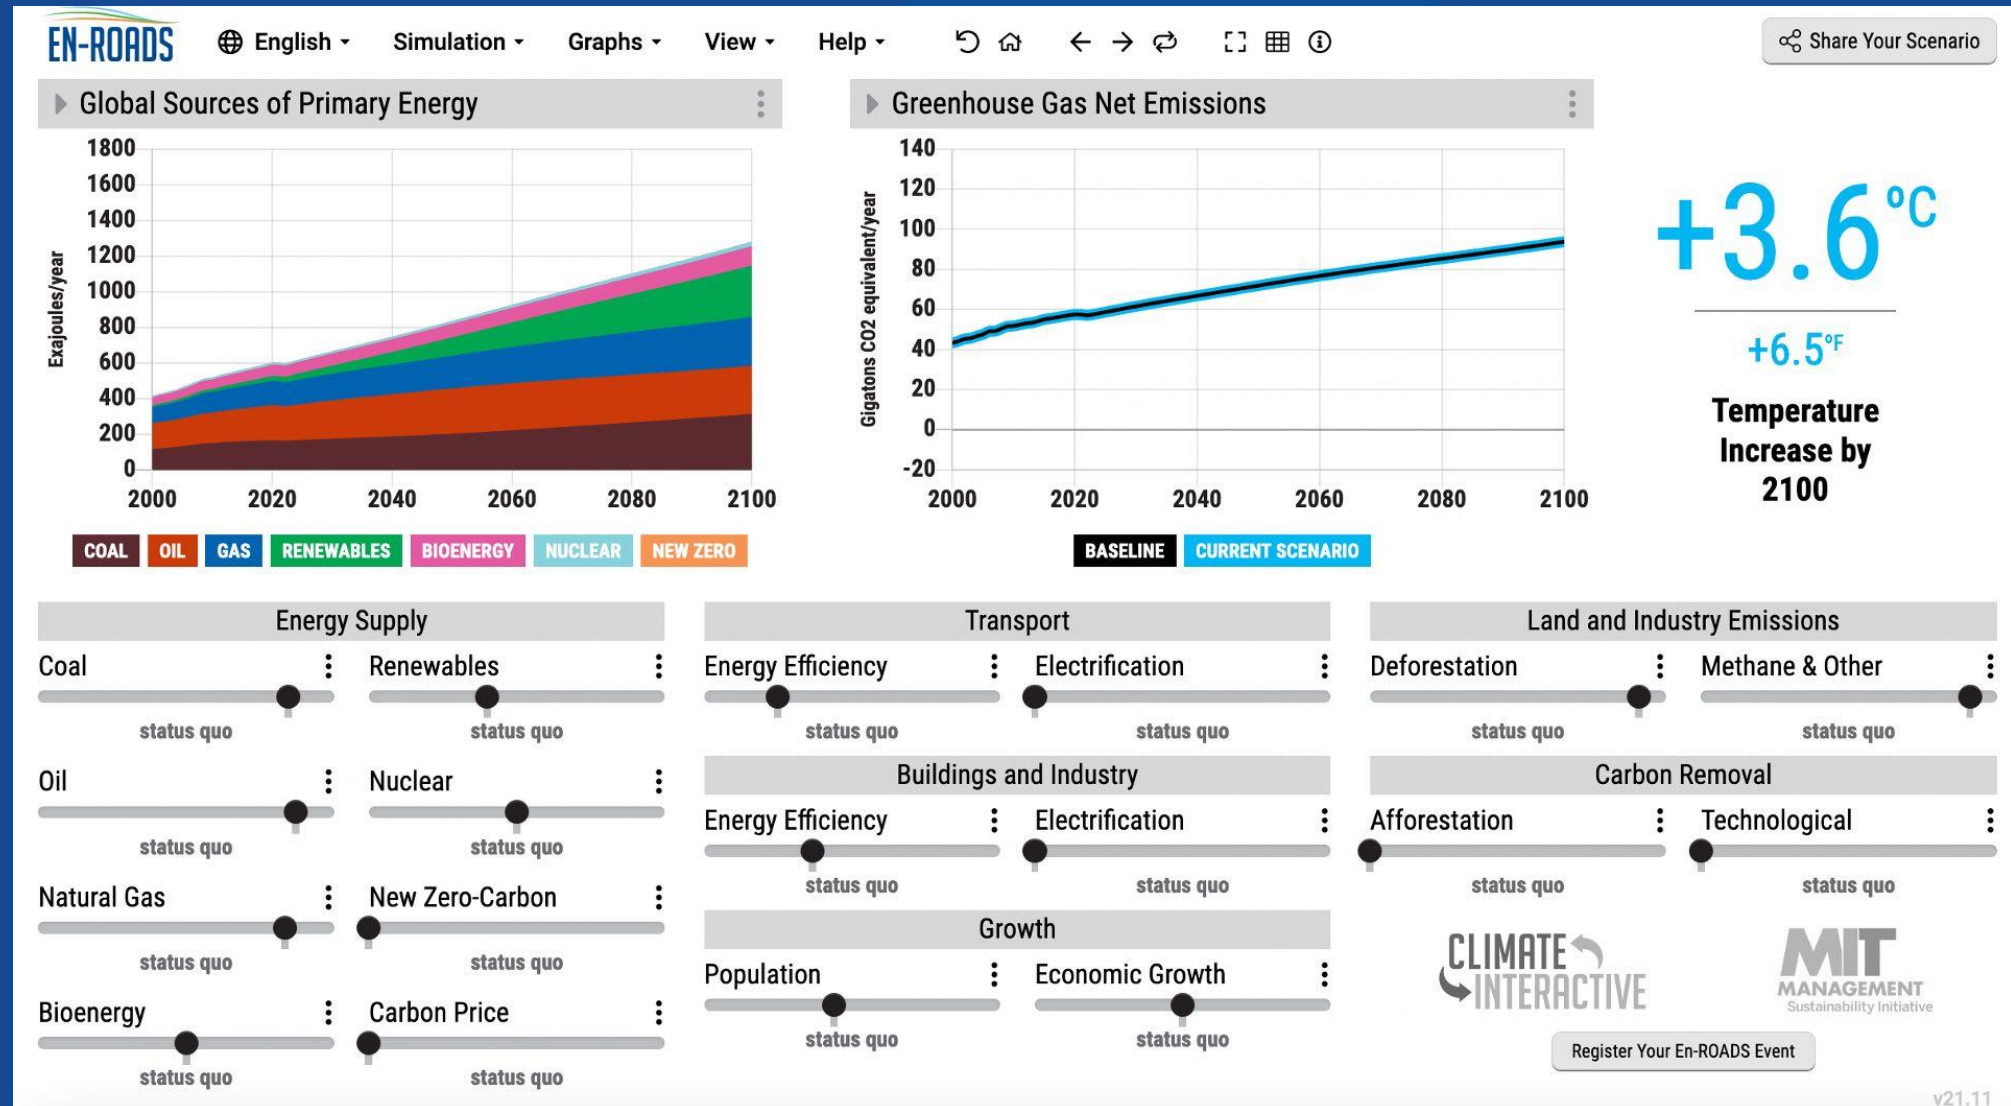 EN-ROADS
English
Simulation
Graphs
View
Help
Share Your Scenario
Global Sources of Primary Energy
Exajoules/year
1800
1600
1400
1200
1000
800
600
400
200
0
2000 2020 2040 2060 2080 2100
COAL OIL GAS RENEWABLES BIOENERGY NUCLEAR NEW ZERO
Greenhouse Gas Net Emissions
Gigatons CO2 equivalent/year
140
120
100
80
60
40
20
0
-20
2000 2020 2040 2060 2080 2100
BASELINE CURRENT SCENARIO
+3.6°C
+6.5°F
Temperature
Increase by
2100
Energy Supply
Coal
status quo
Renewables
status quo
Oil
status quo
Nuclear
status quo
Natural Gas
status quo
New Zero-Carbon
status quo
Bioenergy
status quo
Carbon Price
status quo
Transport
Energy Efficiency
status quo
Electrification
status quo
Buildings and Industry
Energy Efficiency
status quo
Electrification
status quo
Growth
Population
status quo
Economic Growth
status quo
Land and Industry Emissions
Deforestation
status quo
Methane & Other
status quo
Carbon Removal
Afforestation
status quo
Technological
status quo
CLIMATE
INTERACTIVE
MIT
MANAGEMENT
Sustainability Initiative
Register Your En-ROADS Event
v21.11